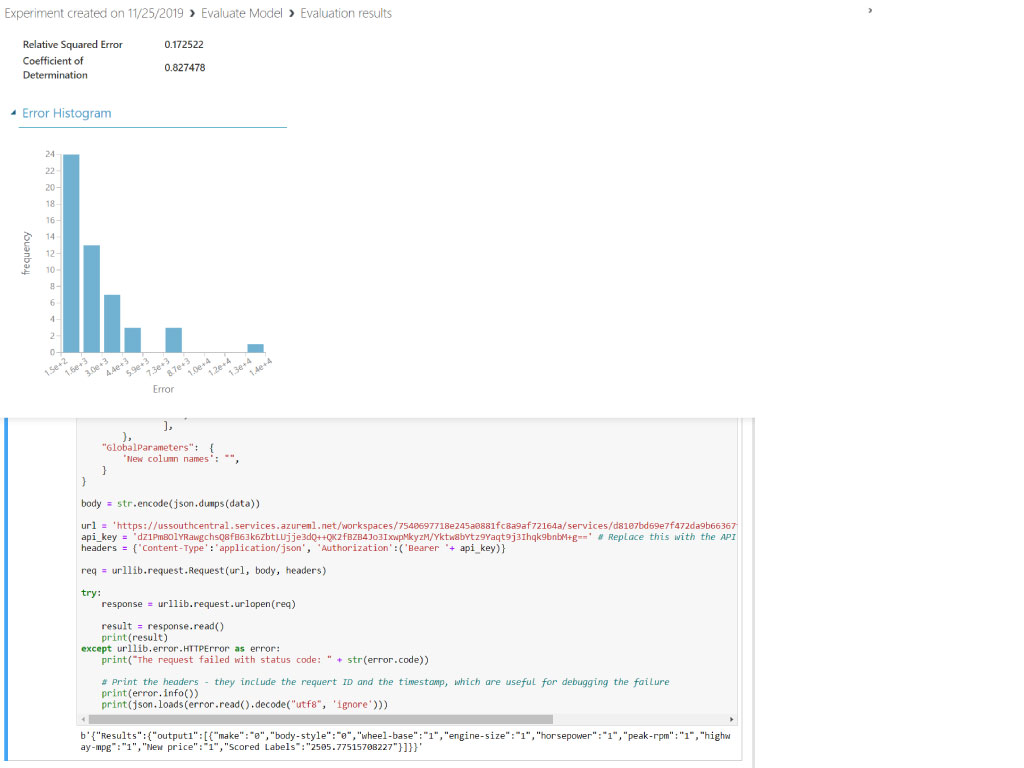 Experiment created on 11/25/2019 ❯ Evaluate Model ❯ Evaluation results
Relative Squared Error 0.172522
Coefficient of
Determination 0.827478
Error Histogram
24
22
20
18
16
14
12
10
8
6
4
2
0
frequency
1.5e+2 1.6e+3 3.0e+3 4.4e+3 5.9e+3 7.3e+3 8.7e+3 1.0e+4 1.2e+4 1.3e+4 1.4e+4
Error
],
},
"GlobalParameters": {
'New column names': "",
}
}
body = str.encode(json.dumps(data))
url = 'https://ussouthcentral.services.azureml.net/workspaces/7540697718e245a0881fc8a9af72164a/services/d8107bd69e7f472da9b66367
api_key = 'dZ1Pm8OlYRawgchsQ8fB63k6ZbtLUjje3dQ++QK2fBZB4Jo3IxwpMkyzM/Yktw8bYtz9Yaqt9j3Ihqk9bnbM+g==' # Replace this with the API
headers = {'Content-Type':'application/json', 'Authorization':('Bearer '+ api_key)}
req = urllib.request.Request(url, body, headers)
try:
response = urllib.request.urlopen(req)
result = response.read()
print(result)
except urllib.error.HTTPError as error:
print("The request failed with status code: " + str(error.code))
# Print the headers - they include the requert ID and the timestamp, which are useful for debugging the failure
print(error.info())
print(json.loads(error.read().decode("utf8", 'ignore')))
b'{"Results":{"output1":[{"make":"0","body-style":"0","wheel-base":"1","engine-size":"1","horsepower":"1","peak-rpm":"1","highw
ay-mpg":"1","New price":"1","Scored Labels":"2505.77515708227"}]}}'